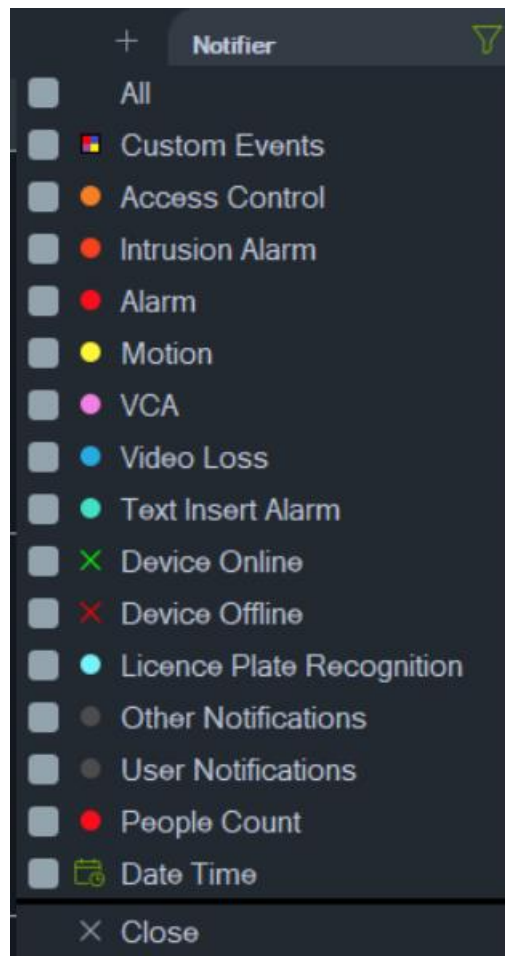 Notifier
All
Custom Events
Access Control
Intrusion Alarm
Alarm
Motion
VCA
Video Loss
Text Insert Alarm
Device Online
Device Offline
Licence Plate Recognition
Other Notifications
User Notifications
People Count
Date Time
Close